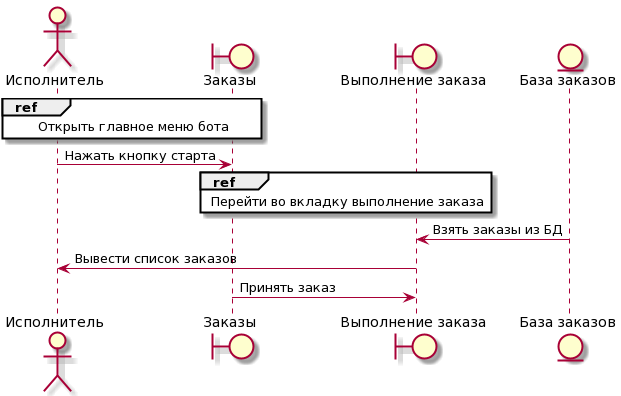 Исполнитель Заказы Выполнение заказа База заказов
ref
Открыть главное меню бота
Нажать кнопку старта
ref
Перейти во вкладку выполнение заказа
Взять заказы из БД
Вывести список заказов
Принять заказ
Исполнитель Заказы Выполнение заказа База заказов